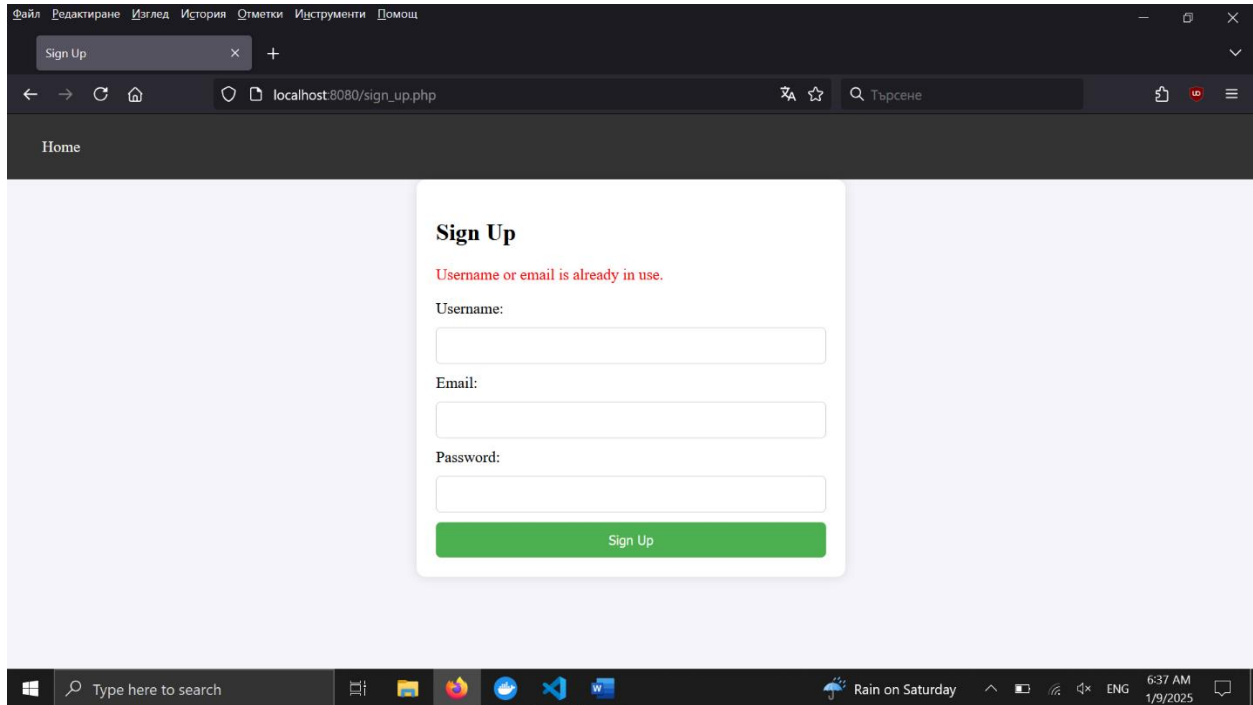 Файл Редактиране Изглед История Отметки Инструменти Помощ
Sign Up
localhost:8080/sign_up.php
Търсене
Home
Sign Up
Username or email is already in use.
Username:
Email:
Password:
Sign Up
Type here to search
Rain on Saturday
ENG
6:37 AM
1/9/2025